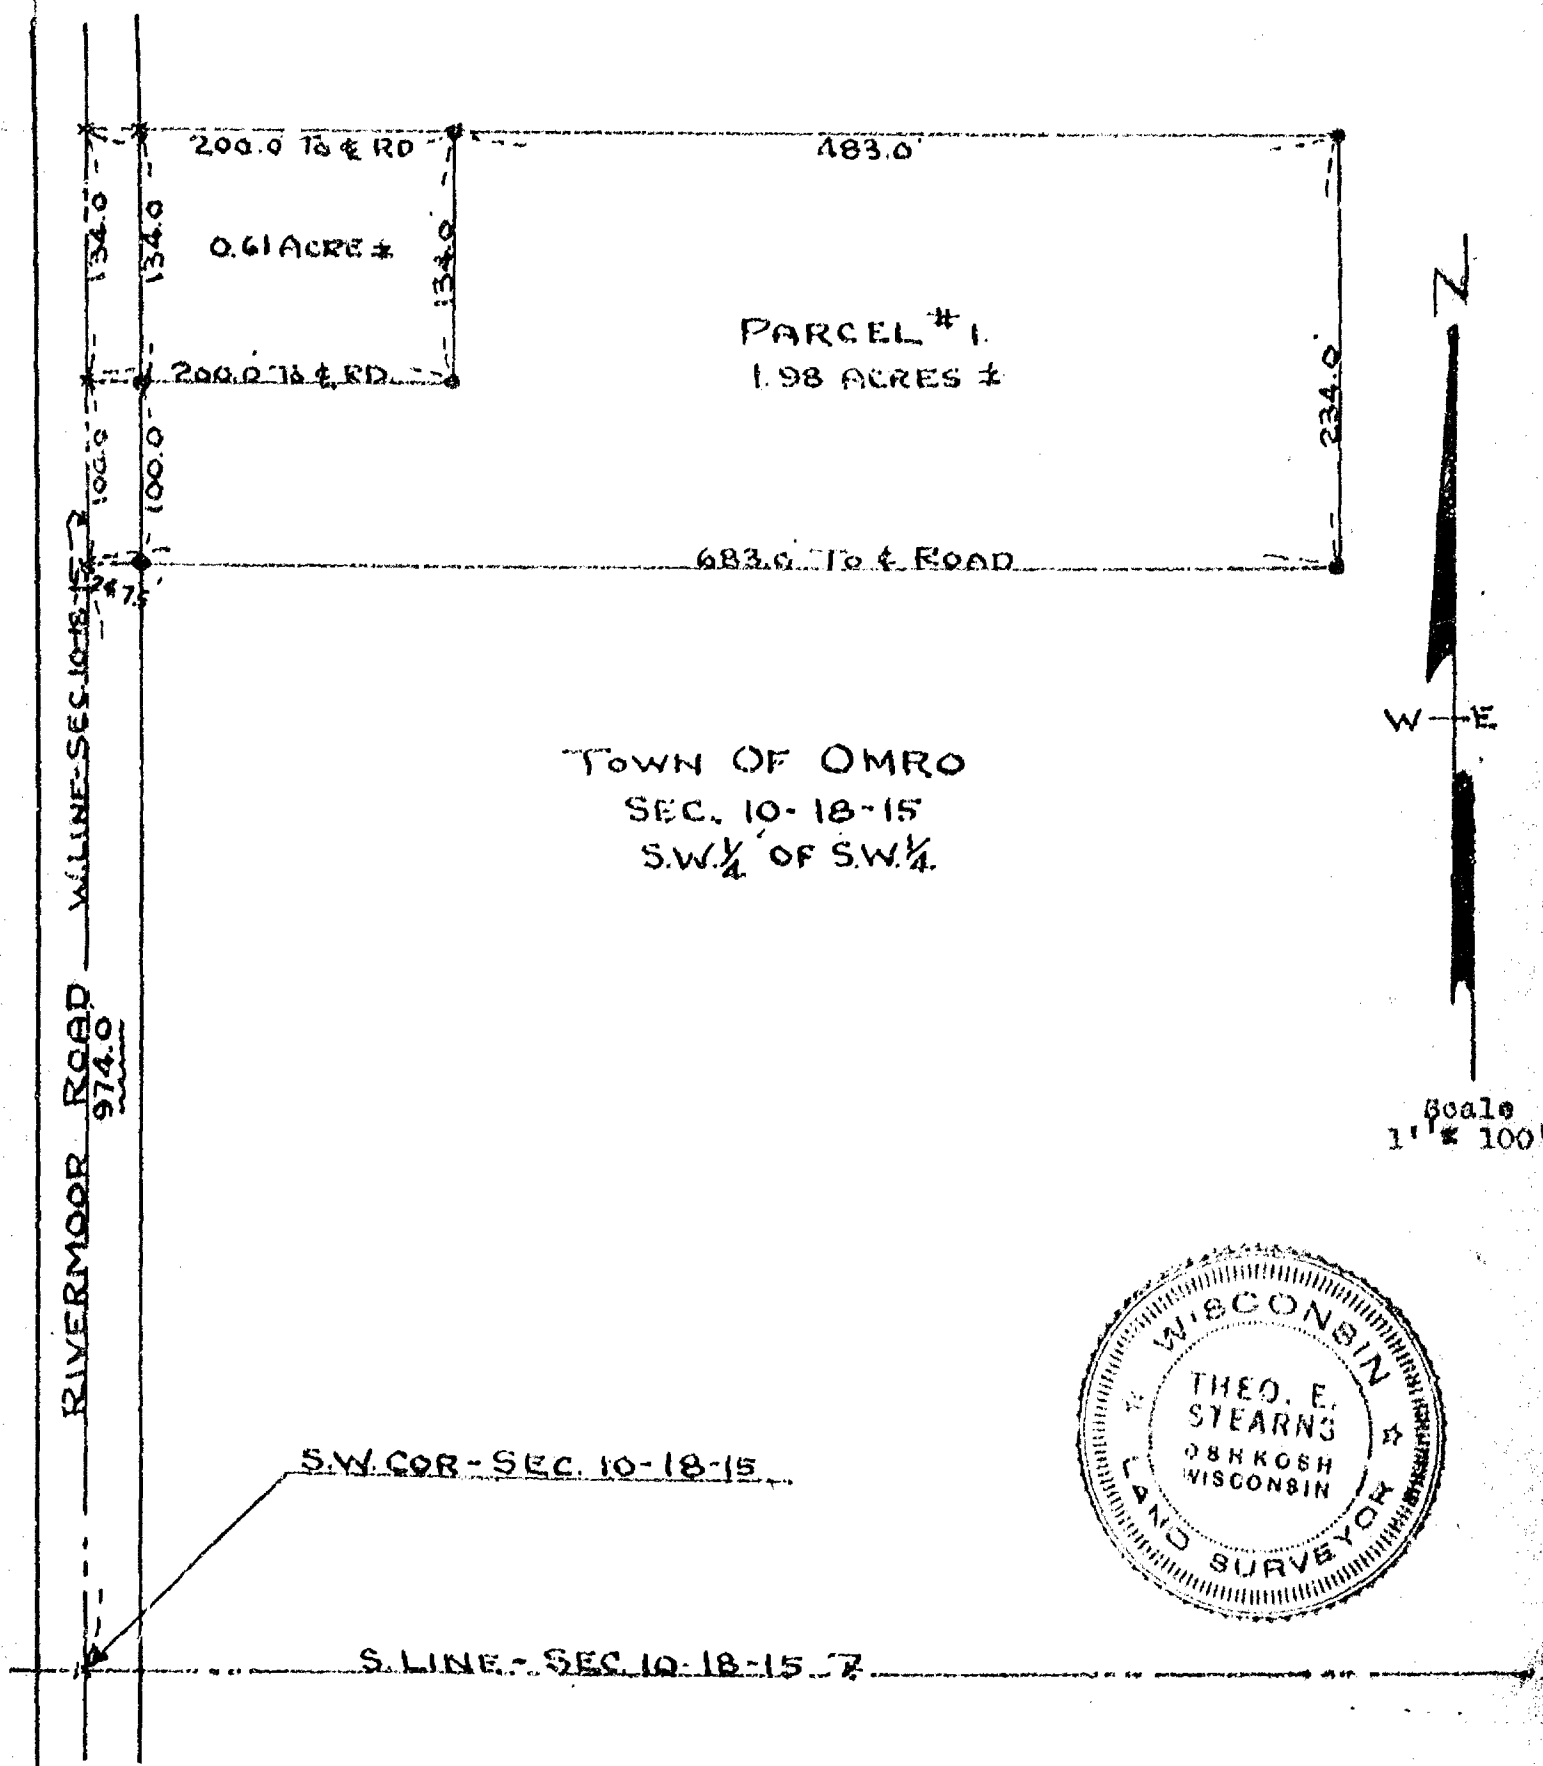 200.0 To ℄ RD
483.0'
134.0
134.0
0.61 ACRE ±
134.0
PARCEL #1.
1.98 ACRES ±
200.0 To ℄ RD.
234.0
100.0
100.0
683.0 To ℄ ROAD
N
W E
Scale
1" = 100'
TOWN OF OMRO
SEC. 10-18-15
S.W.¼ OF S.W.¼.
RIVERMOOR ROAD W.LINE-SEC.10-18-15
974.0
WISCONSIN
THEO. E.
STEARNS
OSHKOSH
WISCONSIN
LAND SURVEYOR
S.W. COR - SEC. 10-18-15
S. LINE - SEC. 10-18-15